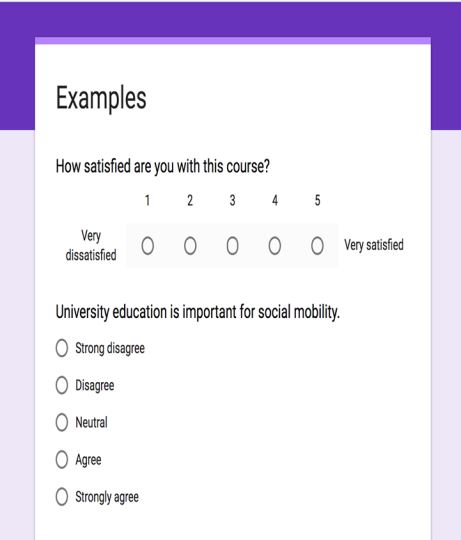 Examples
How satisfied are you with this course?
1 2 3 4 5
Very
dissatisfied
Very satisfied
University education is important for social mobility.
Strong disagree
Disagree
Neutral
Agree
Strongly agree